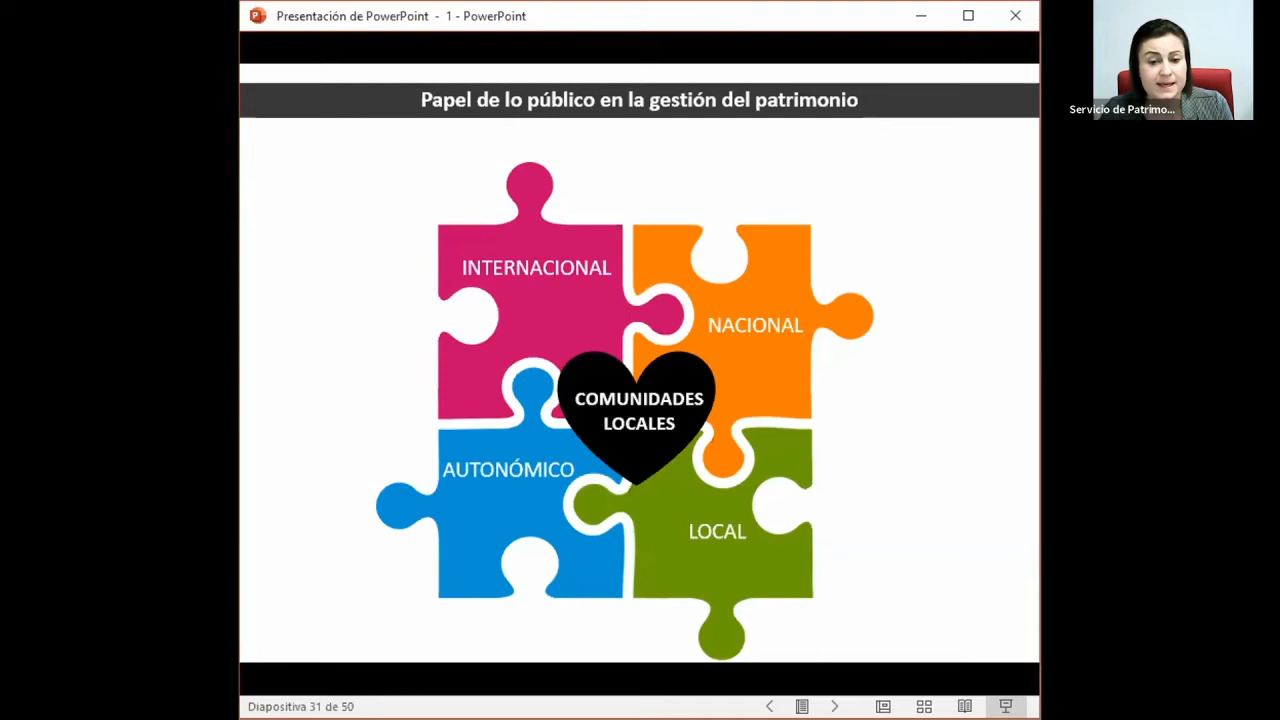 Presentación de PowerPoint - 1 - PowerPoint
Servicio de Patrimo...
Papel de lo público en la gestión del patrimonio
INTERNACIONAL
NACIONAL
COMUNIDADES
LOCALES
AUTONÓMICO
LOCAL
Diapositiva 31 de 50